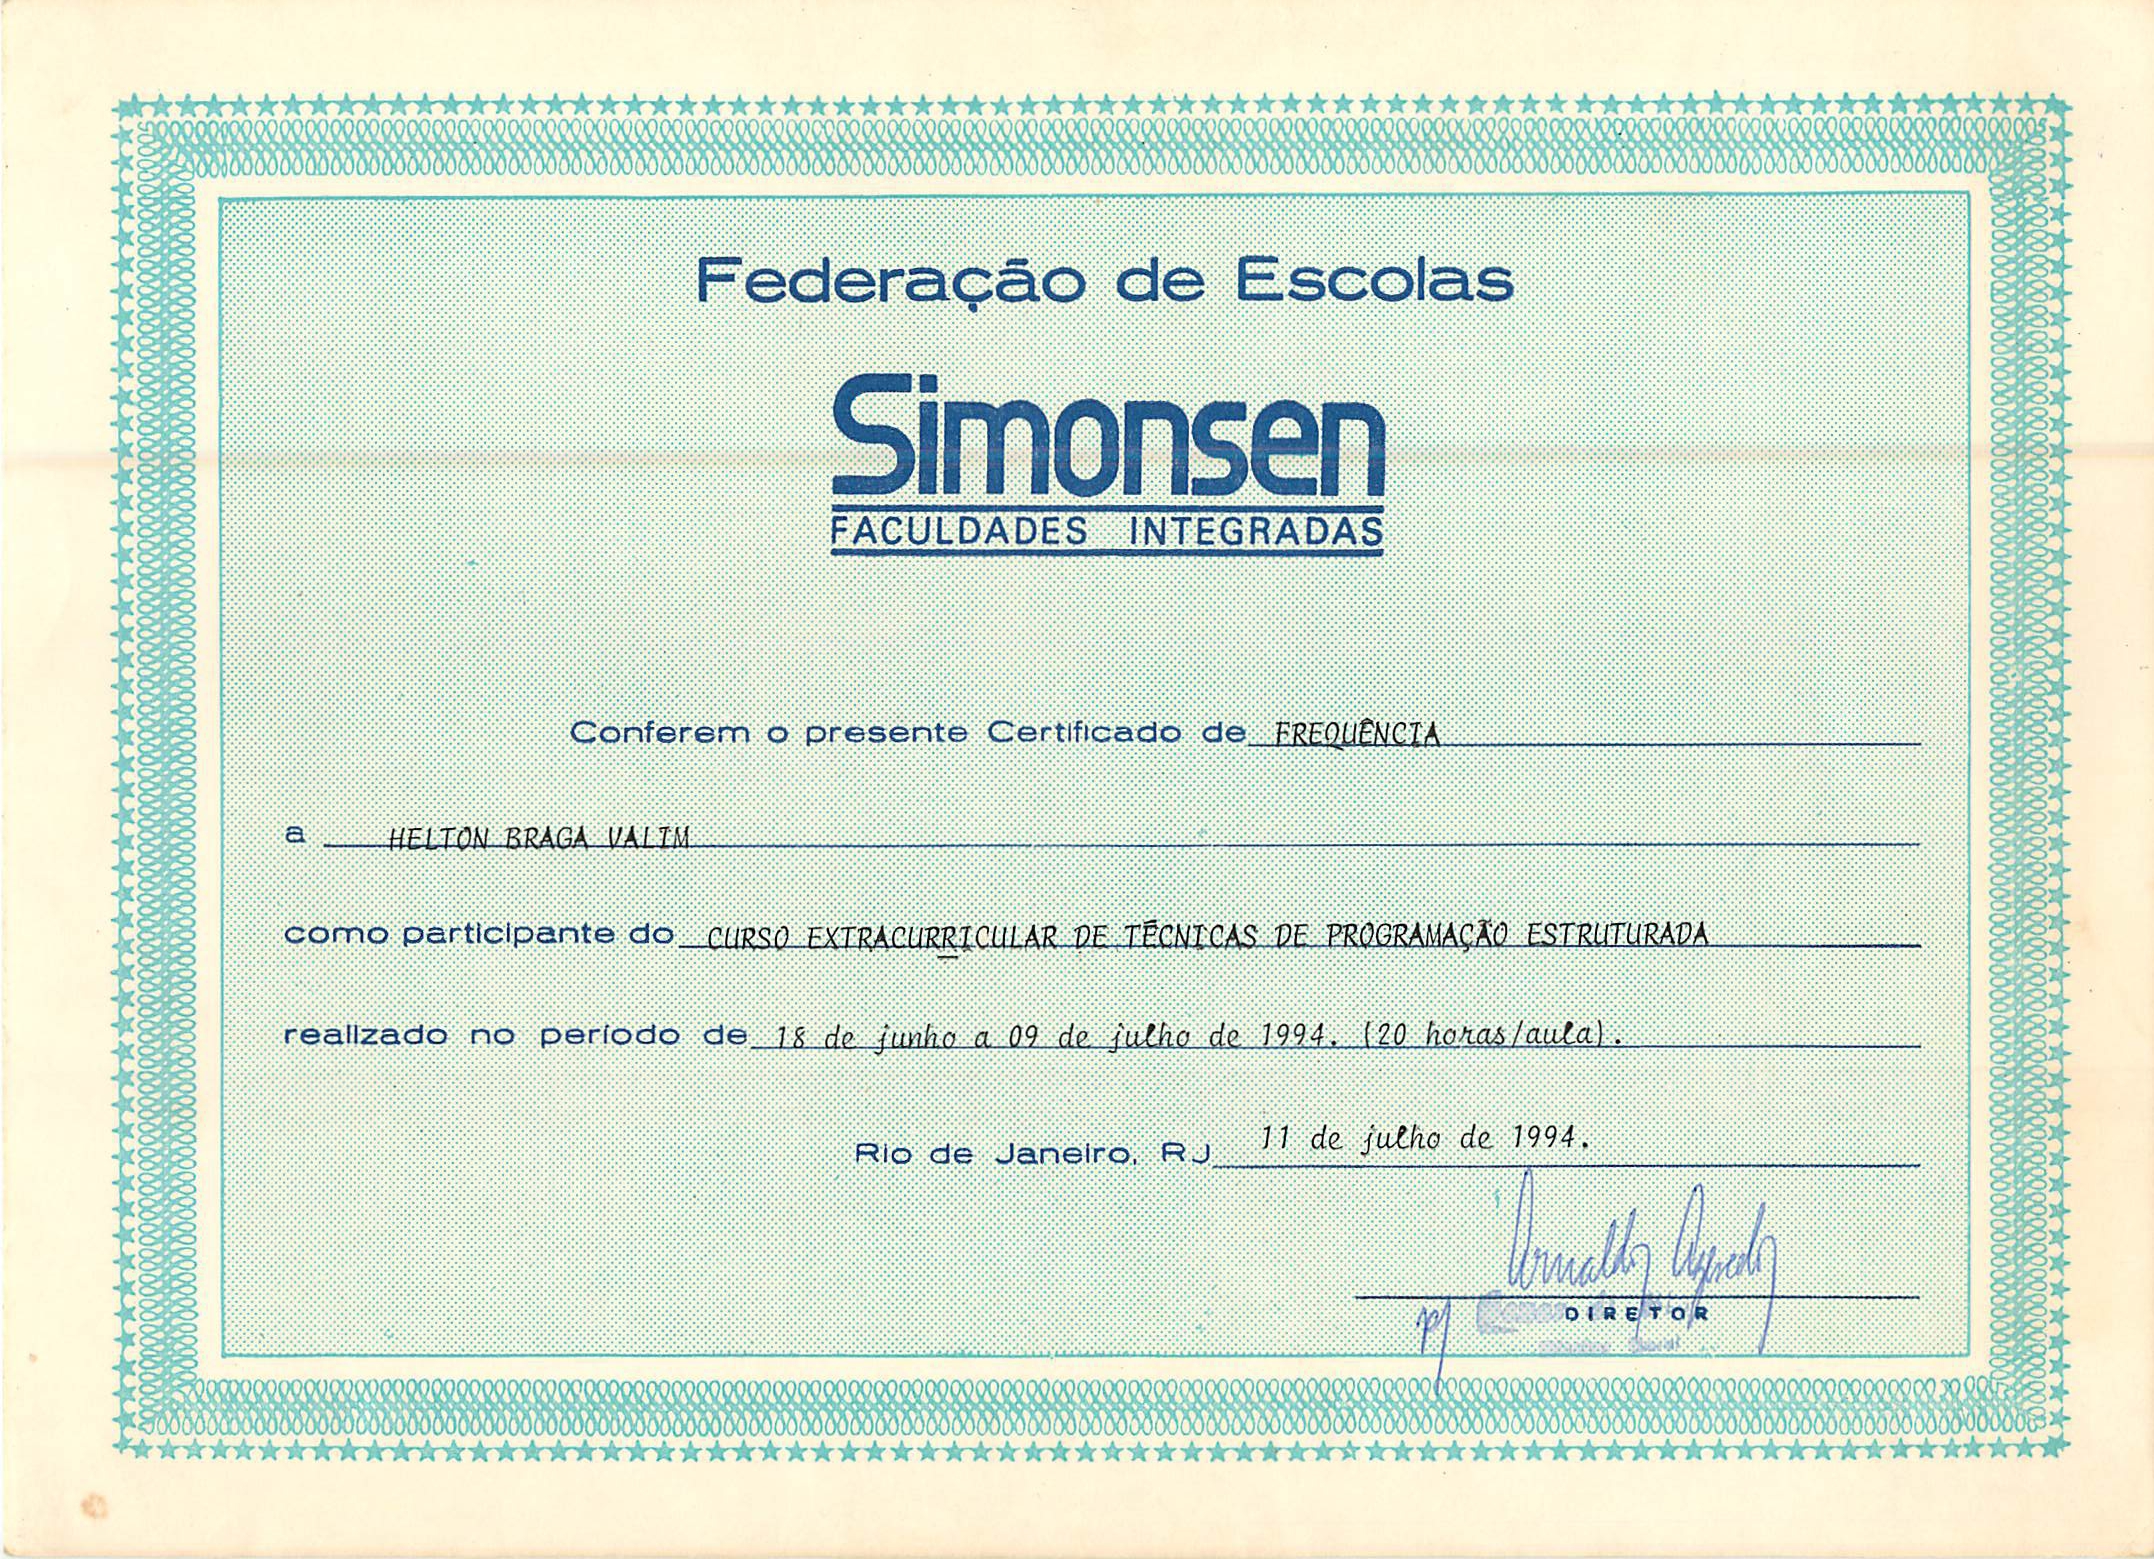 Federação de Escolas
Simonsen
FACULDADES INTEGRADAS
Conferem o presente Certificado de FREQUÊNCIA
a HELTON BRAGA VALIM
como participante do CURSO EXTRACURRICULAR DE TÉCNICAS DE PROGRAMAÇÃO ESTRUTURADA
realizado no período de 18 de junho a 09 de julho de 1994. (20 horas/aula).
Rio de Janeiro, RJ 11 de julho de 1994.
Arnaldo Azevedo
DIRETOR